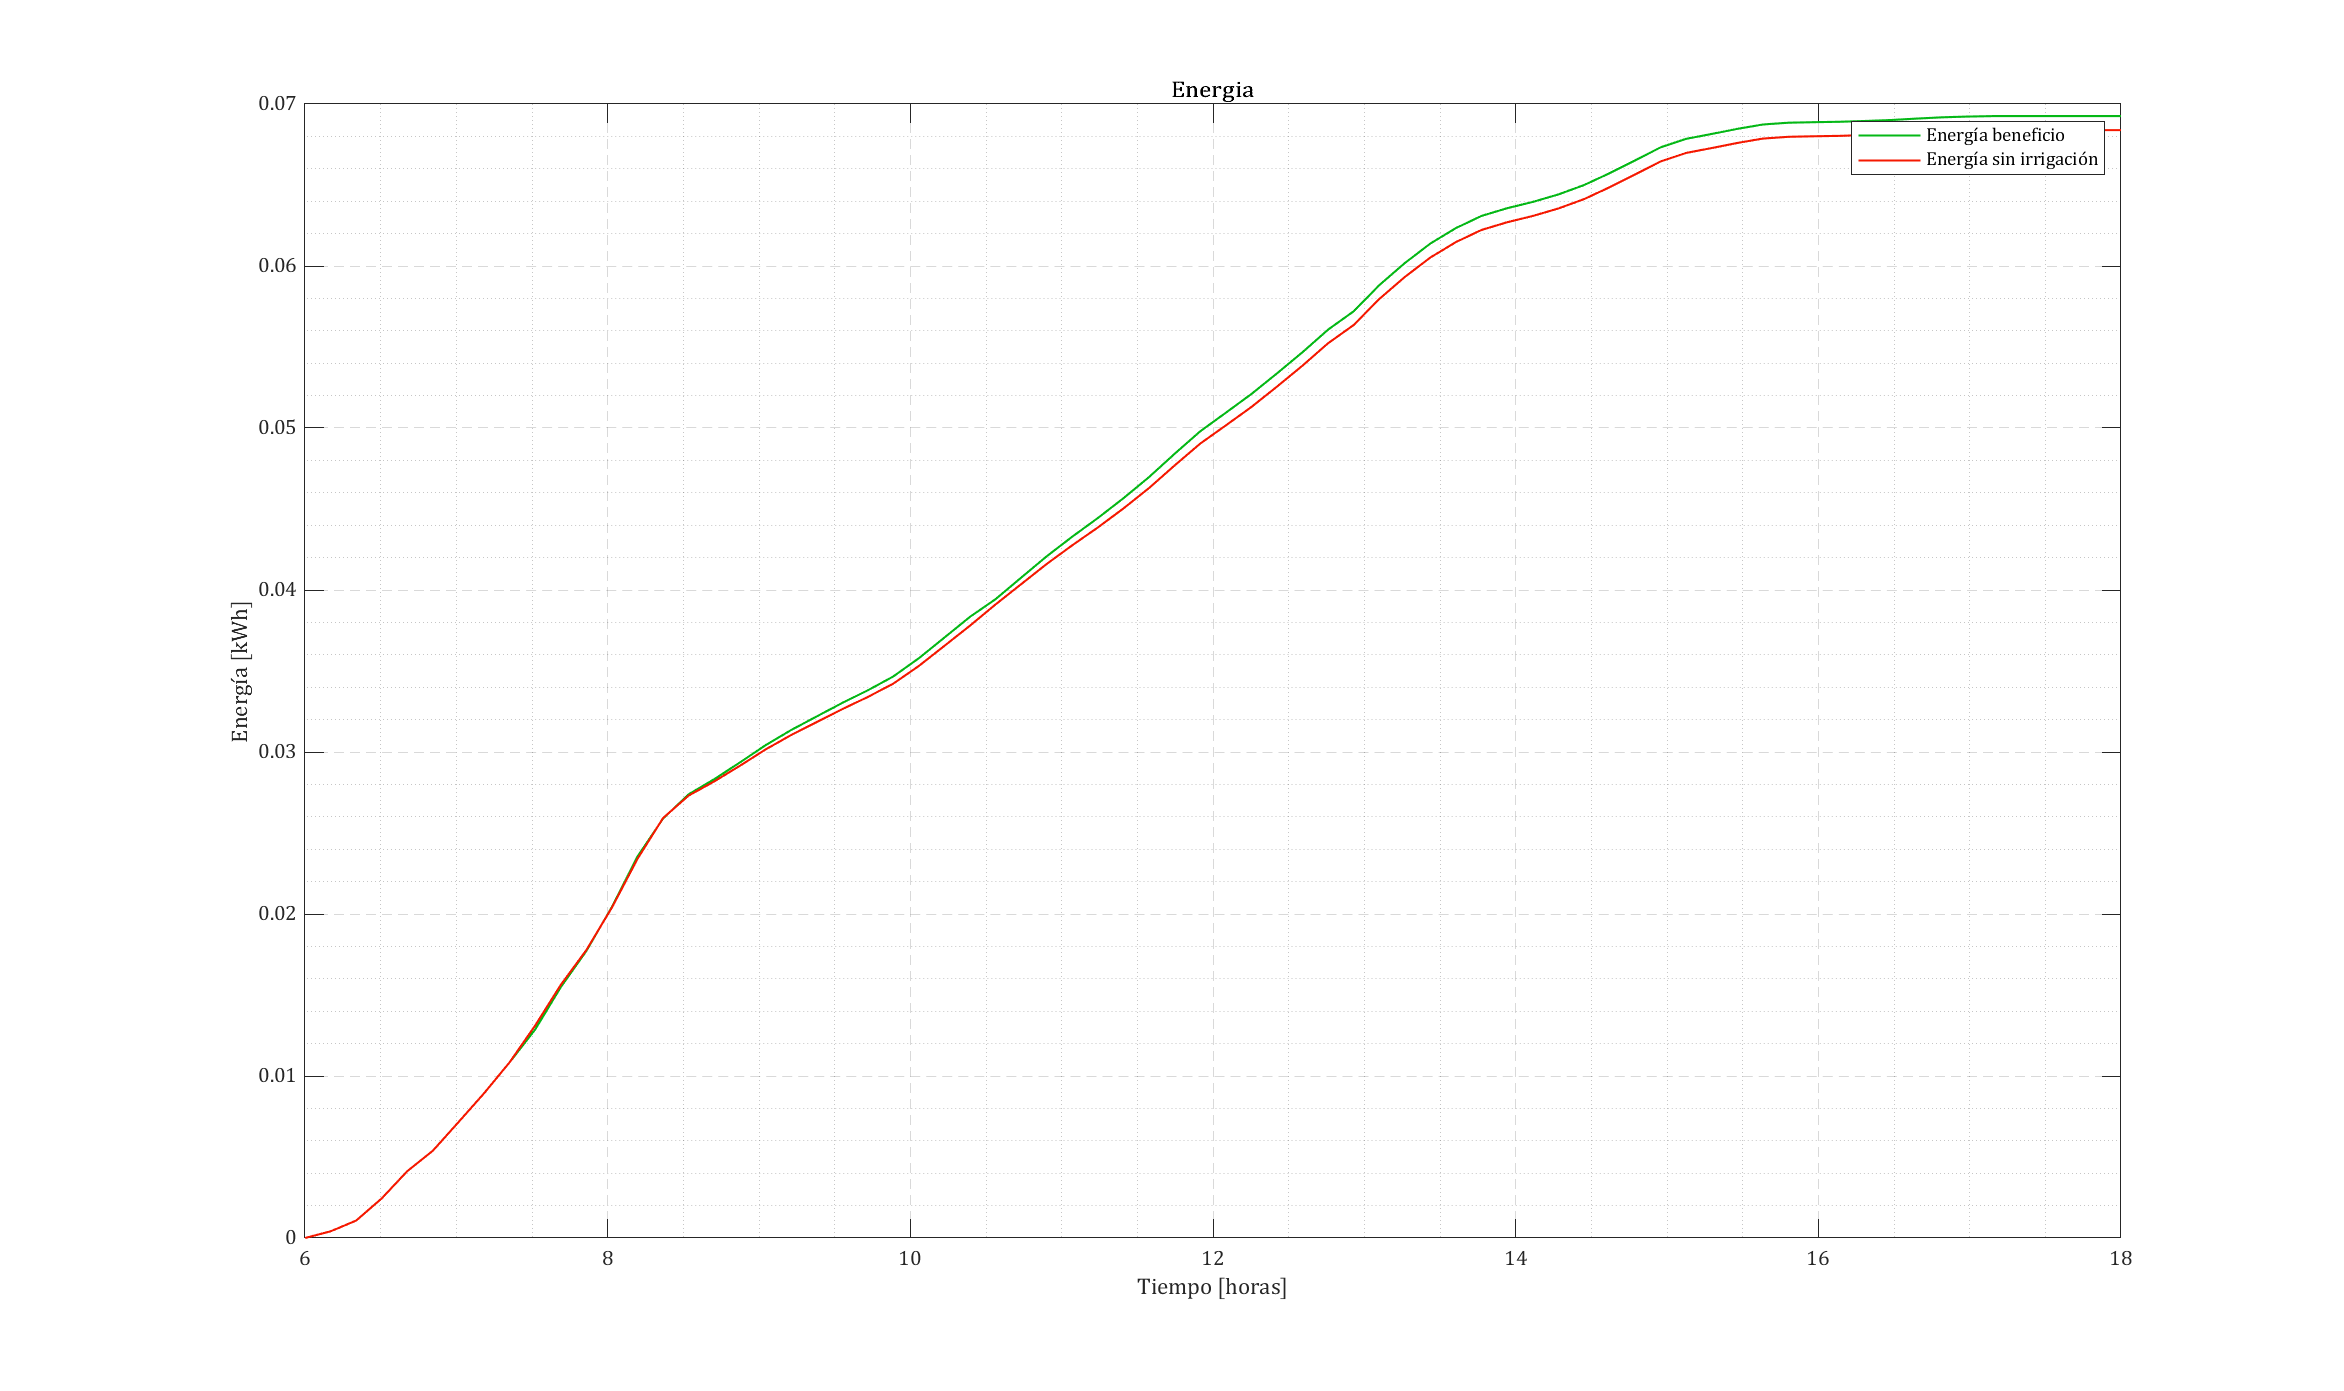 Energia
0.07
0.06
0.05
0.04
0.03
0.02
0.01
0
Energía [kWh]
Energía beneficio
Energía sin irrigación
6 8 10 12 14 16 18
Tiempo [horas]